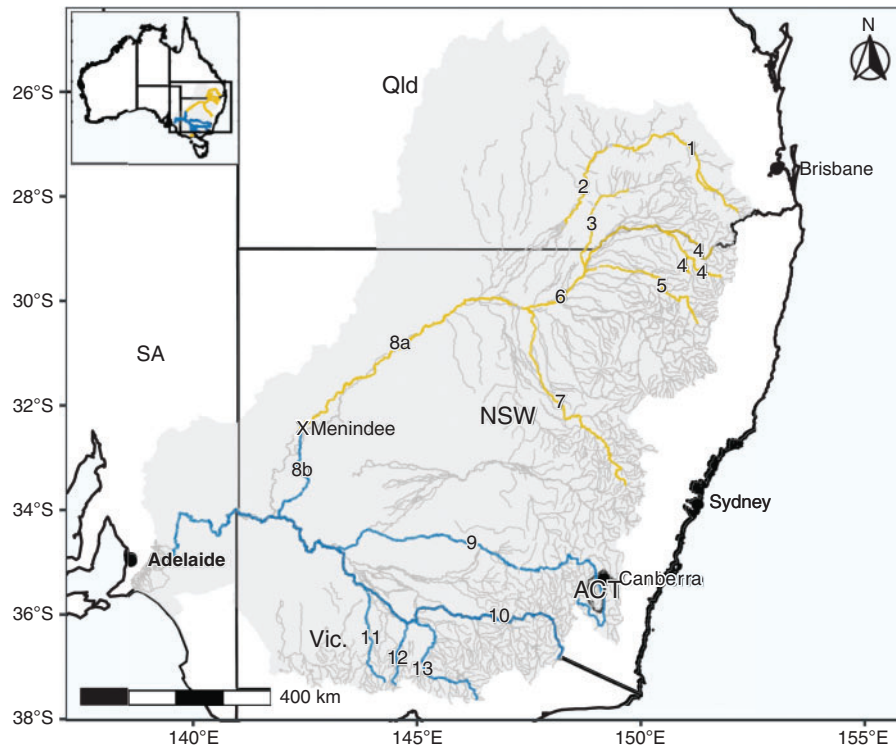 N
26°S
Qld
1
Brisbane
28°S
2
3
4
4
4
5
30°S
6
8a
SA
7
32°S
NSW
XMenindee
8b
34°S
Sydney
9
Adelaide
Canberra
ACT
36°S
10
Vic.
11
12
13
400 km
38°S
140°E
145°E
150°E
155°E